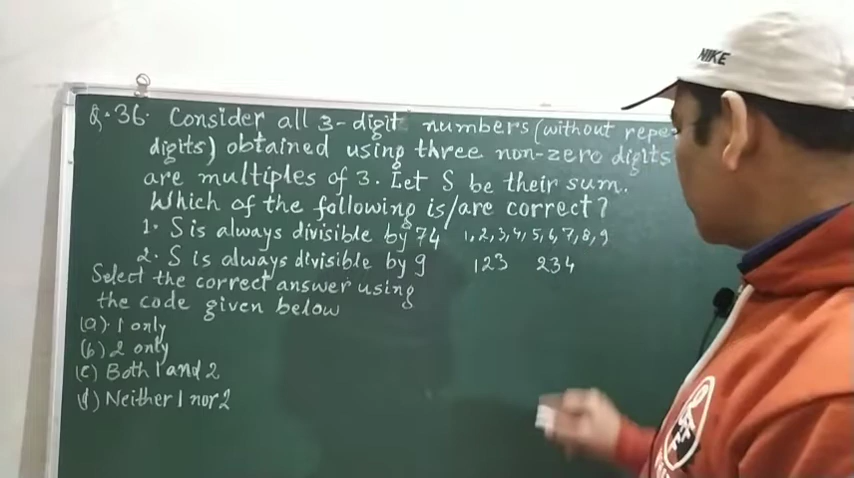 Q.36. Consider all 3-digit numbers (without repe
digits) obtained using three non-zero digits
are multiples of 3. Let S be their sum.
Which of the following is/are correct?
1. S is always divisible by 74 1,2,3,4,5,6,7,8,9
2. S is always divisible by 9 123 234
Select the correct answer using
the code given below
(a) 1 only
(b) 2 only
(c) Both 1 and 2
(d) Neither 1 nor 2
NIKE